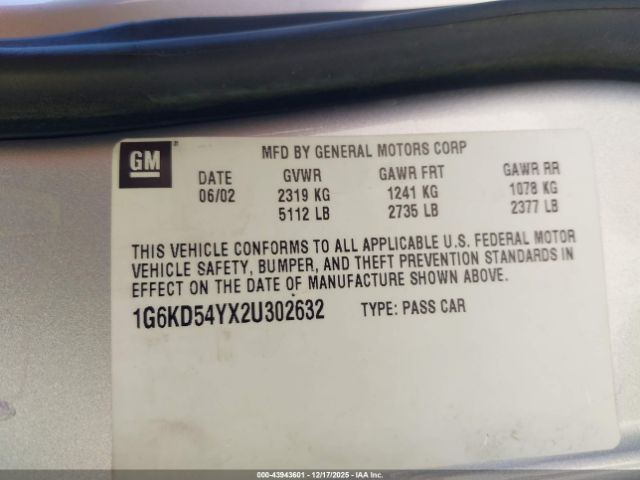 GM
MFD BY GENERAL MOTORS CORP
DATE GVWR GAWR FRT GAWR RR
06/02 2319 KG 1241 KG 1078 KG
5112 LB 2735 LB 2377 LB
THIS VEHICLE CONFORMS TO ALL APPLICABLE U.S. FEDERAL MOTOR
VEHICLE SAFETY, BUMPER, AND THEFT PREVENTION STANDARDS IN
EFFECT ON THE DATE OF MANUFACTURE SHOWN ABOVE.
1G6KD54YX2U302632 TYPE: PASS CAR
000-43943601 - 12/17/2025 - IAAI.COM